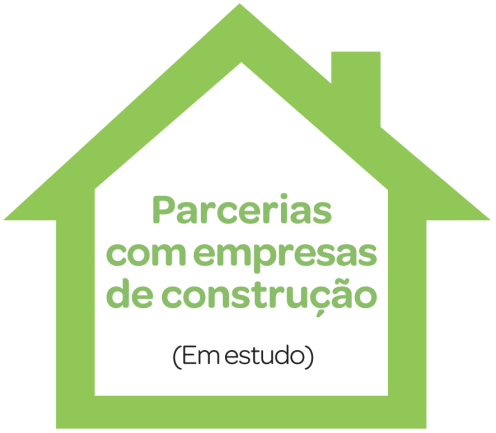 Parcerias
com empresas
de construção
(Em estudo)